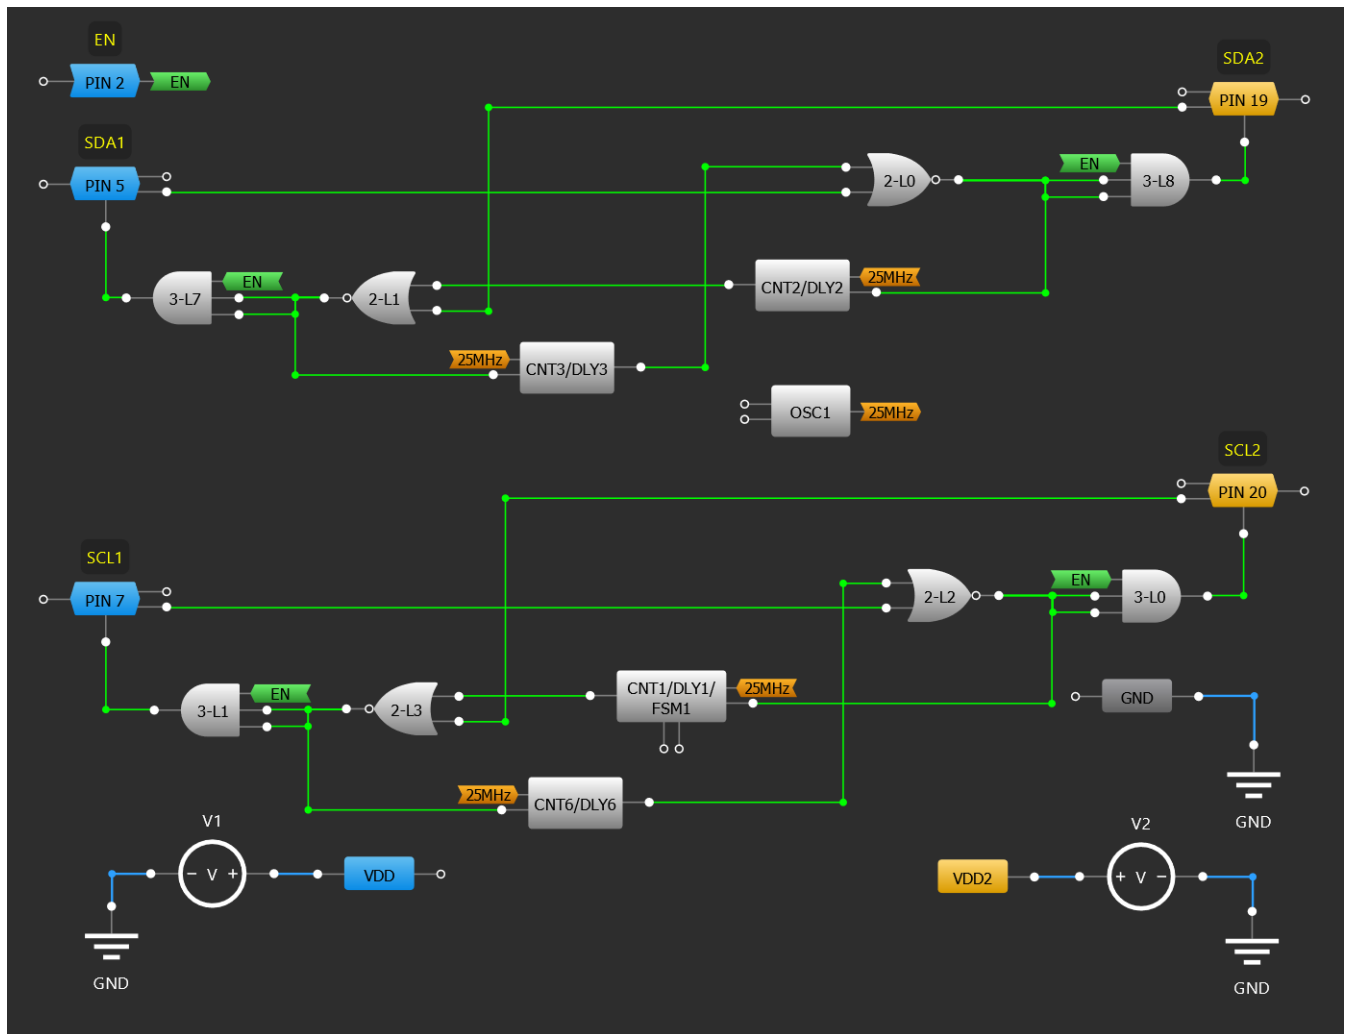 EN
PIN 2
EN
SDA2
PIN 19
SDA1
PIN 5
2-L0
EN
3-L8
EN
3-L7
2-L1
25MHz
CNT2/DLY2
25MHz
CNT3/DLY3
OSC1
25MHz
SCL2
PIN 20
SCL1
PIN 7
2-L2
EN
3-L0
EN
3-L1
2-L3
CNT1/DLY1/
FSM1
25MHz
GND
25MHz
CNT6/DLY6
GND
V1
- V +
VDD
GND
V2
VDD2
+ V -
GND